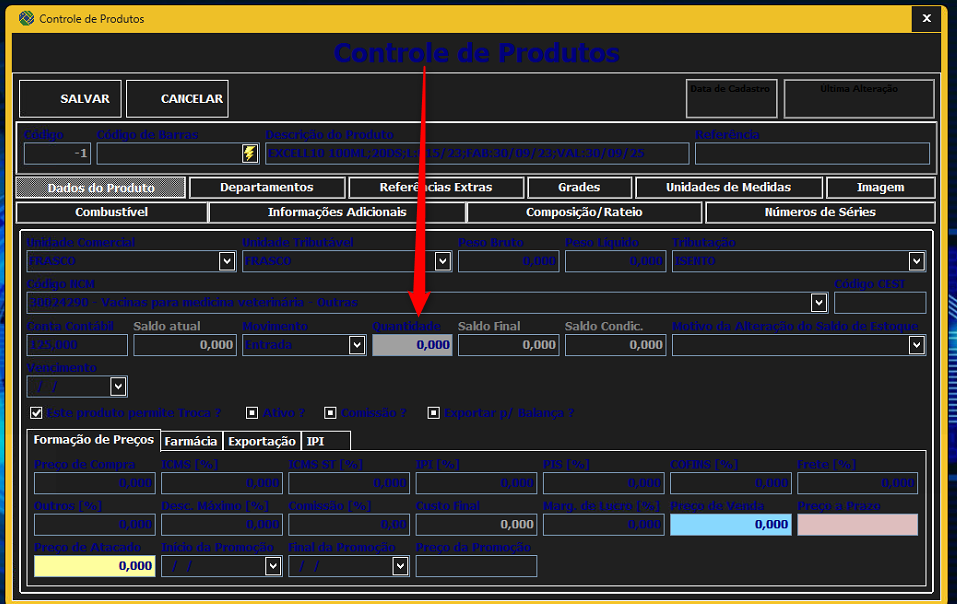 Controle de Produtos
X
Controle de Produtos
SALVAR CANCELAR Data de Cadastro Ultima Alteração
Código Código de Barras Descrição do Produto Referência
-1 EXCELL10 100ML;20DS;L:015/23;FAB:30/09/23;VAL:30/09/25
Dados do Produto Departamentos Referências Extras Grades Unidades de Medidas Imagem
Combustível Informações Adicionais Composição/Rateio Números de Séries
Unidade Comercial Unidade Tributável Peso Bruto Peso Liquido Tributação
FRASCO FRASCO 0,000 0,000 ISENTO
Código NCM Código CEST
30024290 - Vacinas para medicina veterinária - Outras
Conta Contábil Saldo atual Movimento Quantidade Saldo Final Saldo Condic. Motivo da Alteração do Saldo de Estoque
125,000 0,000 Entrada 0,000 0,000 0,000
Vencimento
/ /
Este produto permite Troca ? Ativo ? Comissão ? Exportar p/ Balança ?
Formação de Preços Farmácia Exportação IPI
Preço de Compra ICMS [%] ICMS ST [%] IPI [%] PIS [%] COFINS [%] Frete [%]
0,000 0,000 0,000 0,000 0,000 0,000 0,000
Outros [%] Desc. Máximo [%] Comissão [%] Custo Final Marg. de Lucro [%] Preço de Venda Preço a Prazo
0,000 0,000 0,00 0,000 0,000 0,000
Preço de Atacado Inicio da Promoção Final da Promoção Preço da Promoção
0,000 / / / /